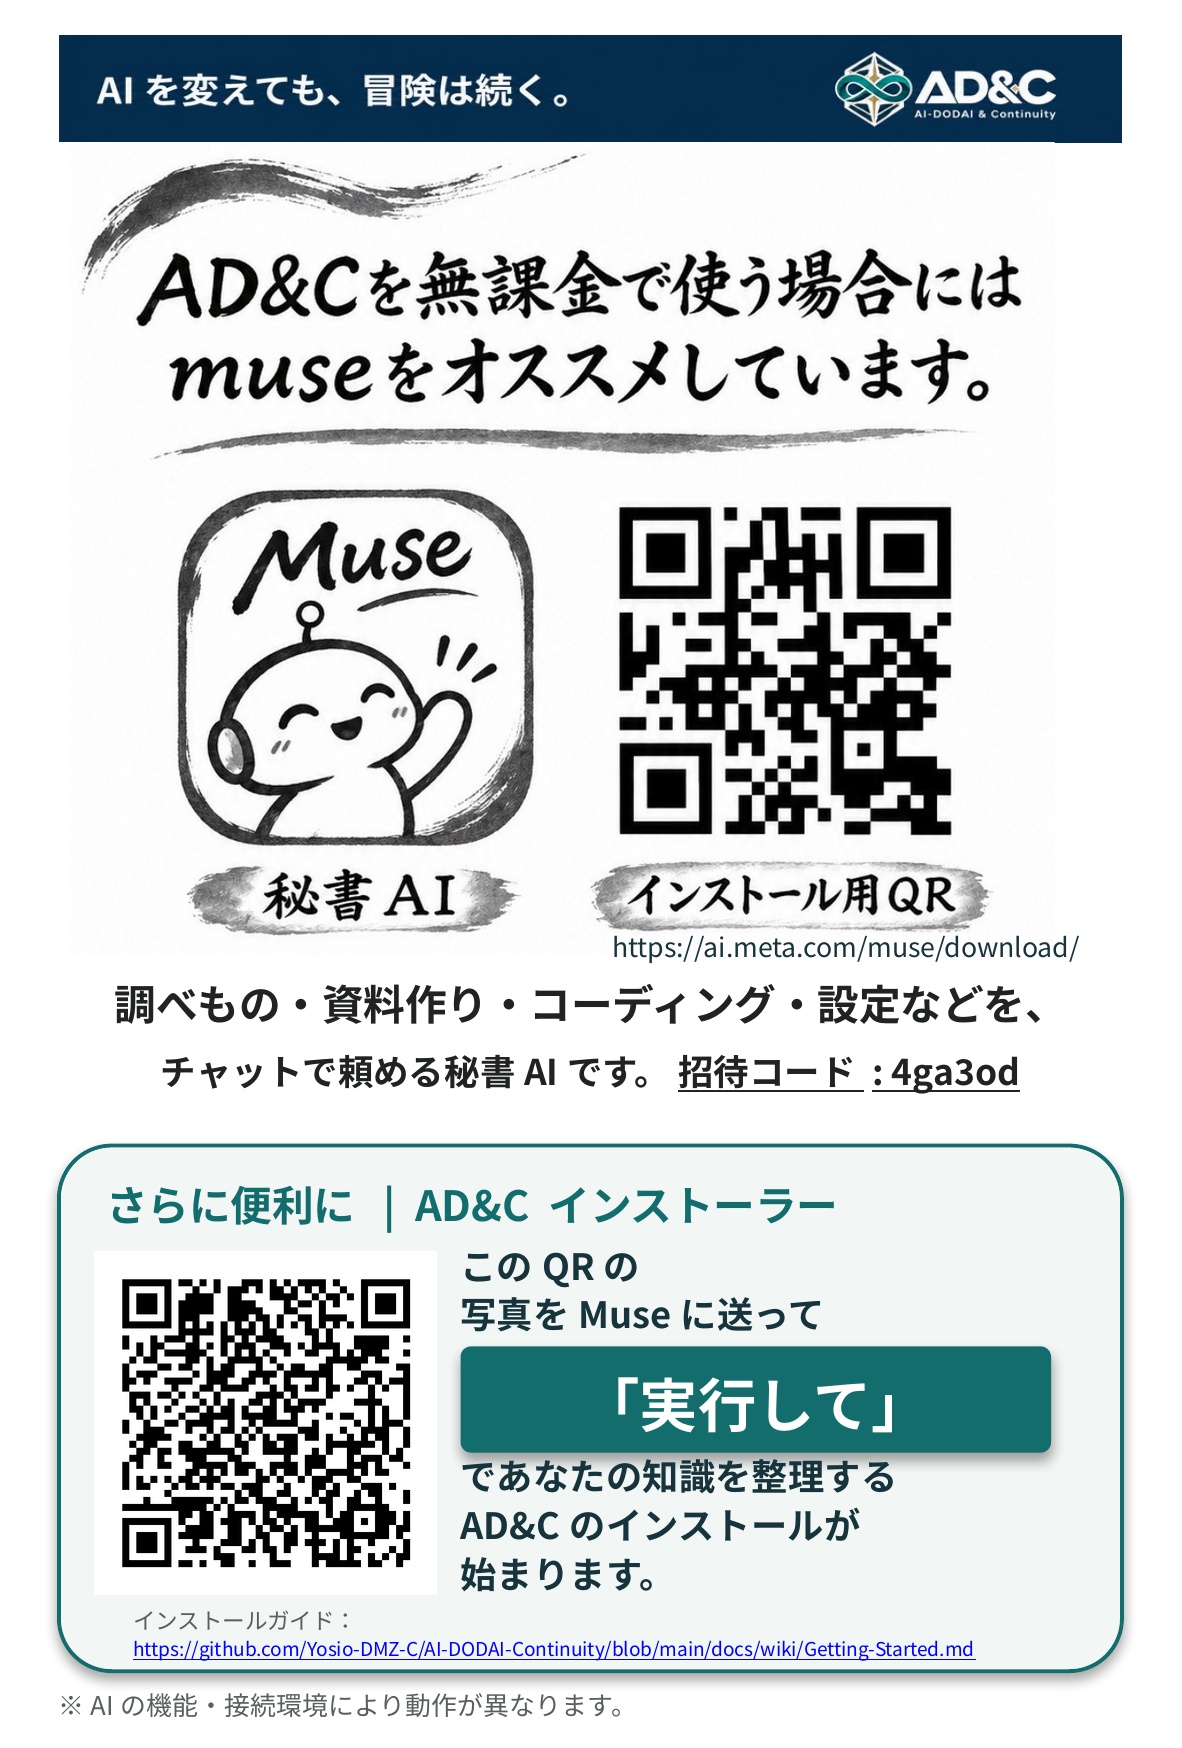 AI を変えても、冒険は続く。
AD&C
AI-DODAI & Continuity
AD&Cを無課金で使う場合には
museをオススメしています。
Muse
秘書AI
インストール用QR
https://ai.meta.com/muse/download/
調べもの・資料作り・コーディング・設定などを、
チャットで頼める秘書 AI です。 招待コード : 4ga3od
さらに便利に | AD&C インストーラー
この QR の
写真を Muse に送って
「実行して」
であなたの知識を整理する
AD&C のインストールが
始まります。
インストールガイド：
https://github.com/Yosio-DMZ-C/AI-DODAI-Continuity/blob/main/docs/wiki/Getting-Started.md
※ AI の機能・接続環境により動作が異なります。